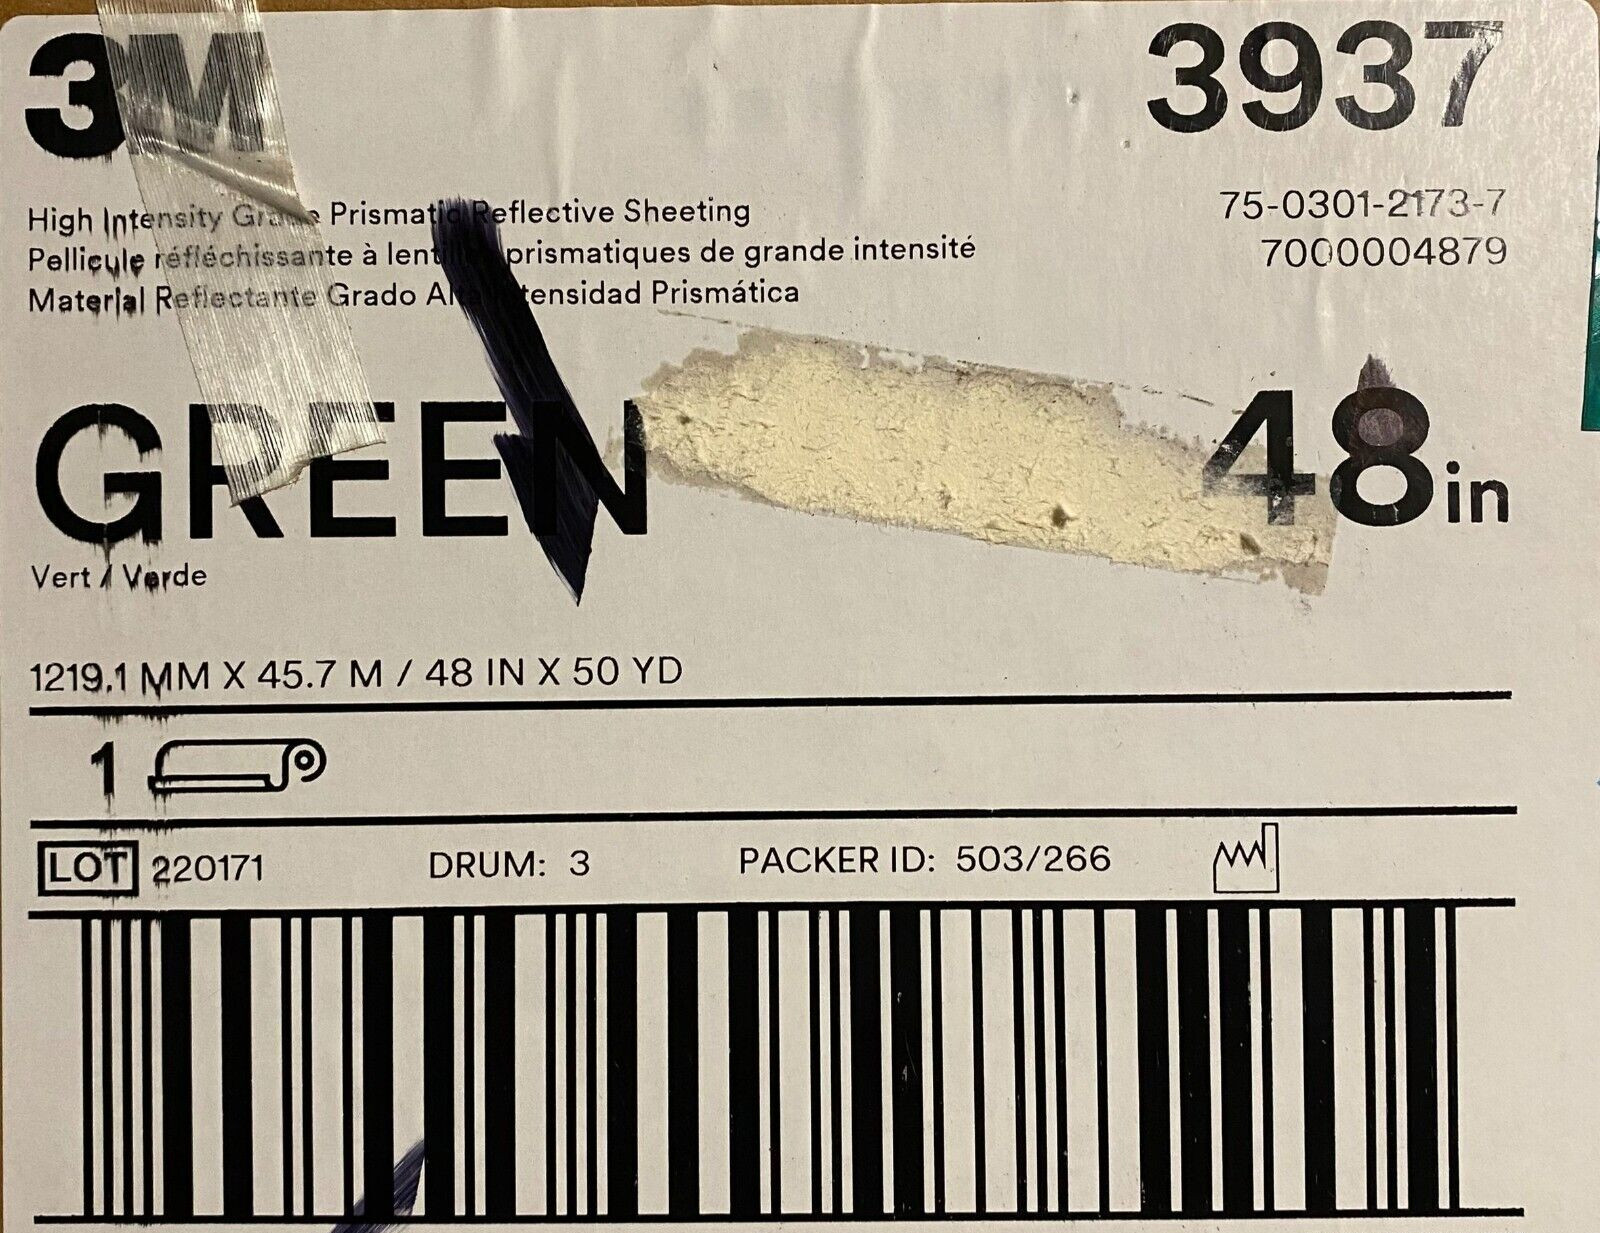 3M
3937
High Intensity Grade Prismatic Reflective Sheeting
75-0301-2173-7
Pellicule réfléchissante à lentilles prismatiques de grande intensité
7000004879
Material Reflectante Grado Alta Intensidad Prismática
GREEN
48in
Vert / Verde
1219.1 MM X 45.7 M / 48 IN X 50 YD
1
LOT 220171 DRUM: 3 PACKER ID: 503/266